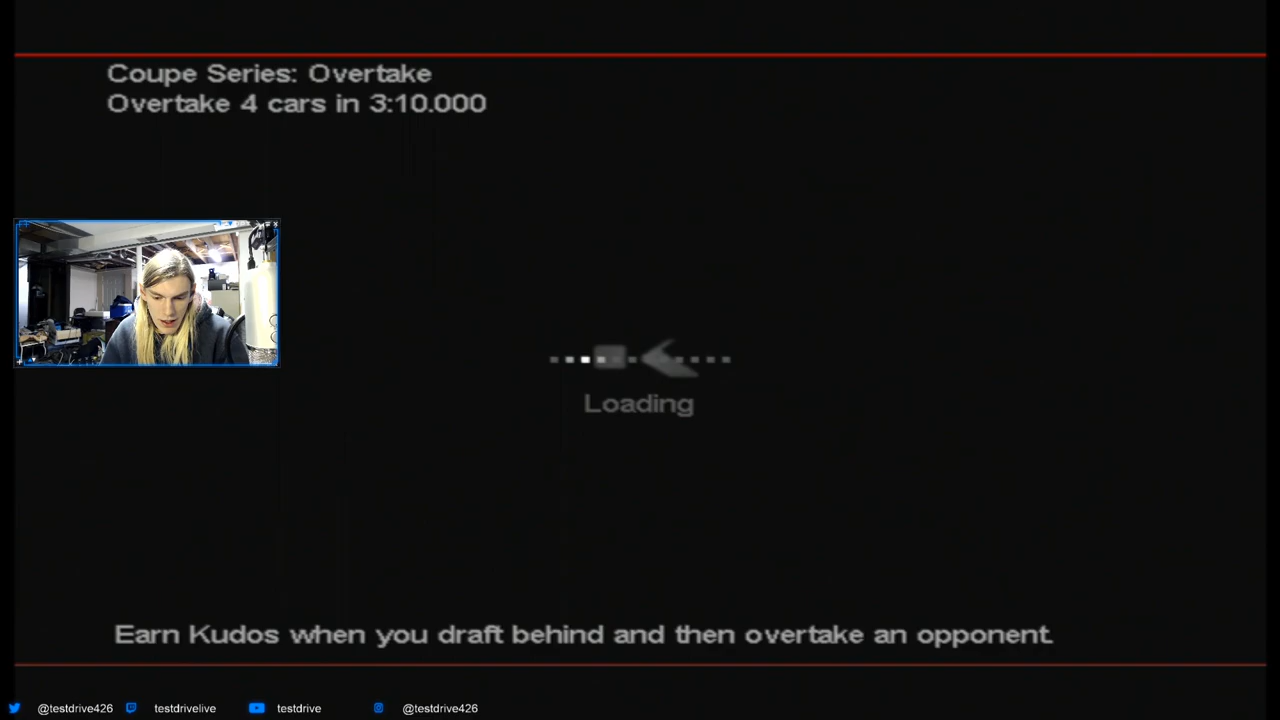 Coupe Series: Overtake
Overtake 4 cars in 3:10.000
Loading
Earn Kudos when you draft behind and then overtake an opponent.
@testdrive426 testdrivelive testdrive @testdrive426